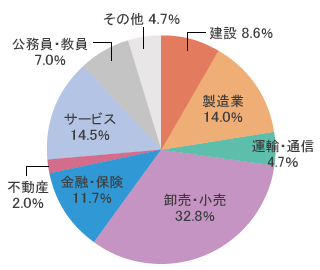 その他 4.7%
建設 8.6%
公務員・教員
7.0%
製造業
14.0%
サービス
14.5%
運輸・通信
4.7%
不動産
2.0%
金融・保険
11.7%
卸売・小売
32.8%